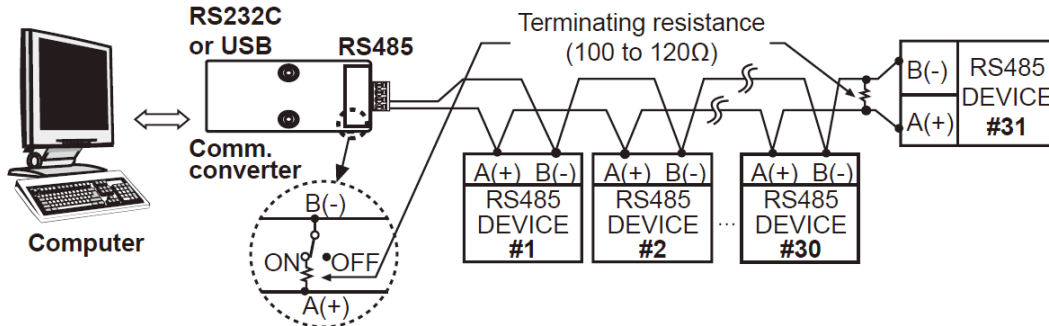 RS232C
or USB
RS485
Terminating resistance
(100 to 120Ω)
B(-)
A(+)
RS485
DEVICE
#31
Comm.
converter
Computer
B(-)
ON
OFF
A(+)
A(+) B(-)
RS485
DEVICE
#1
A(+) B(-)
RS485
DEVICE
#2
...
A(+) B(-)
RS485
DEVICE
#30